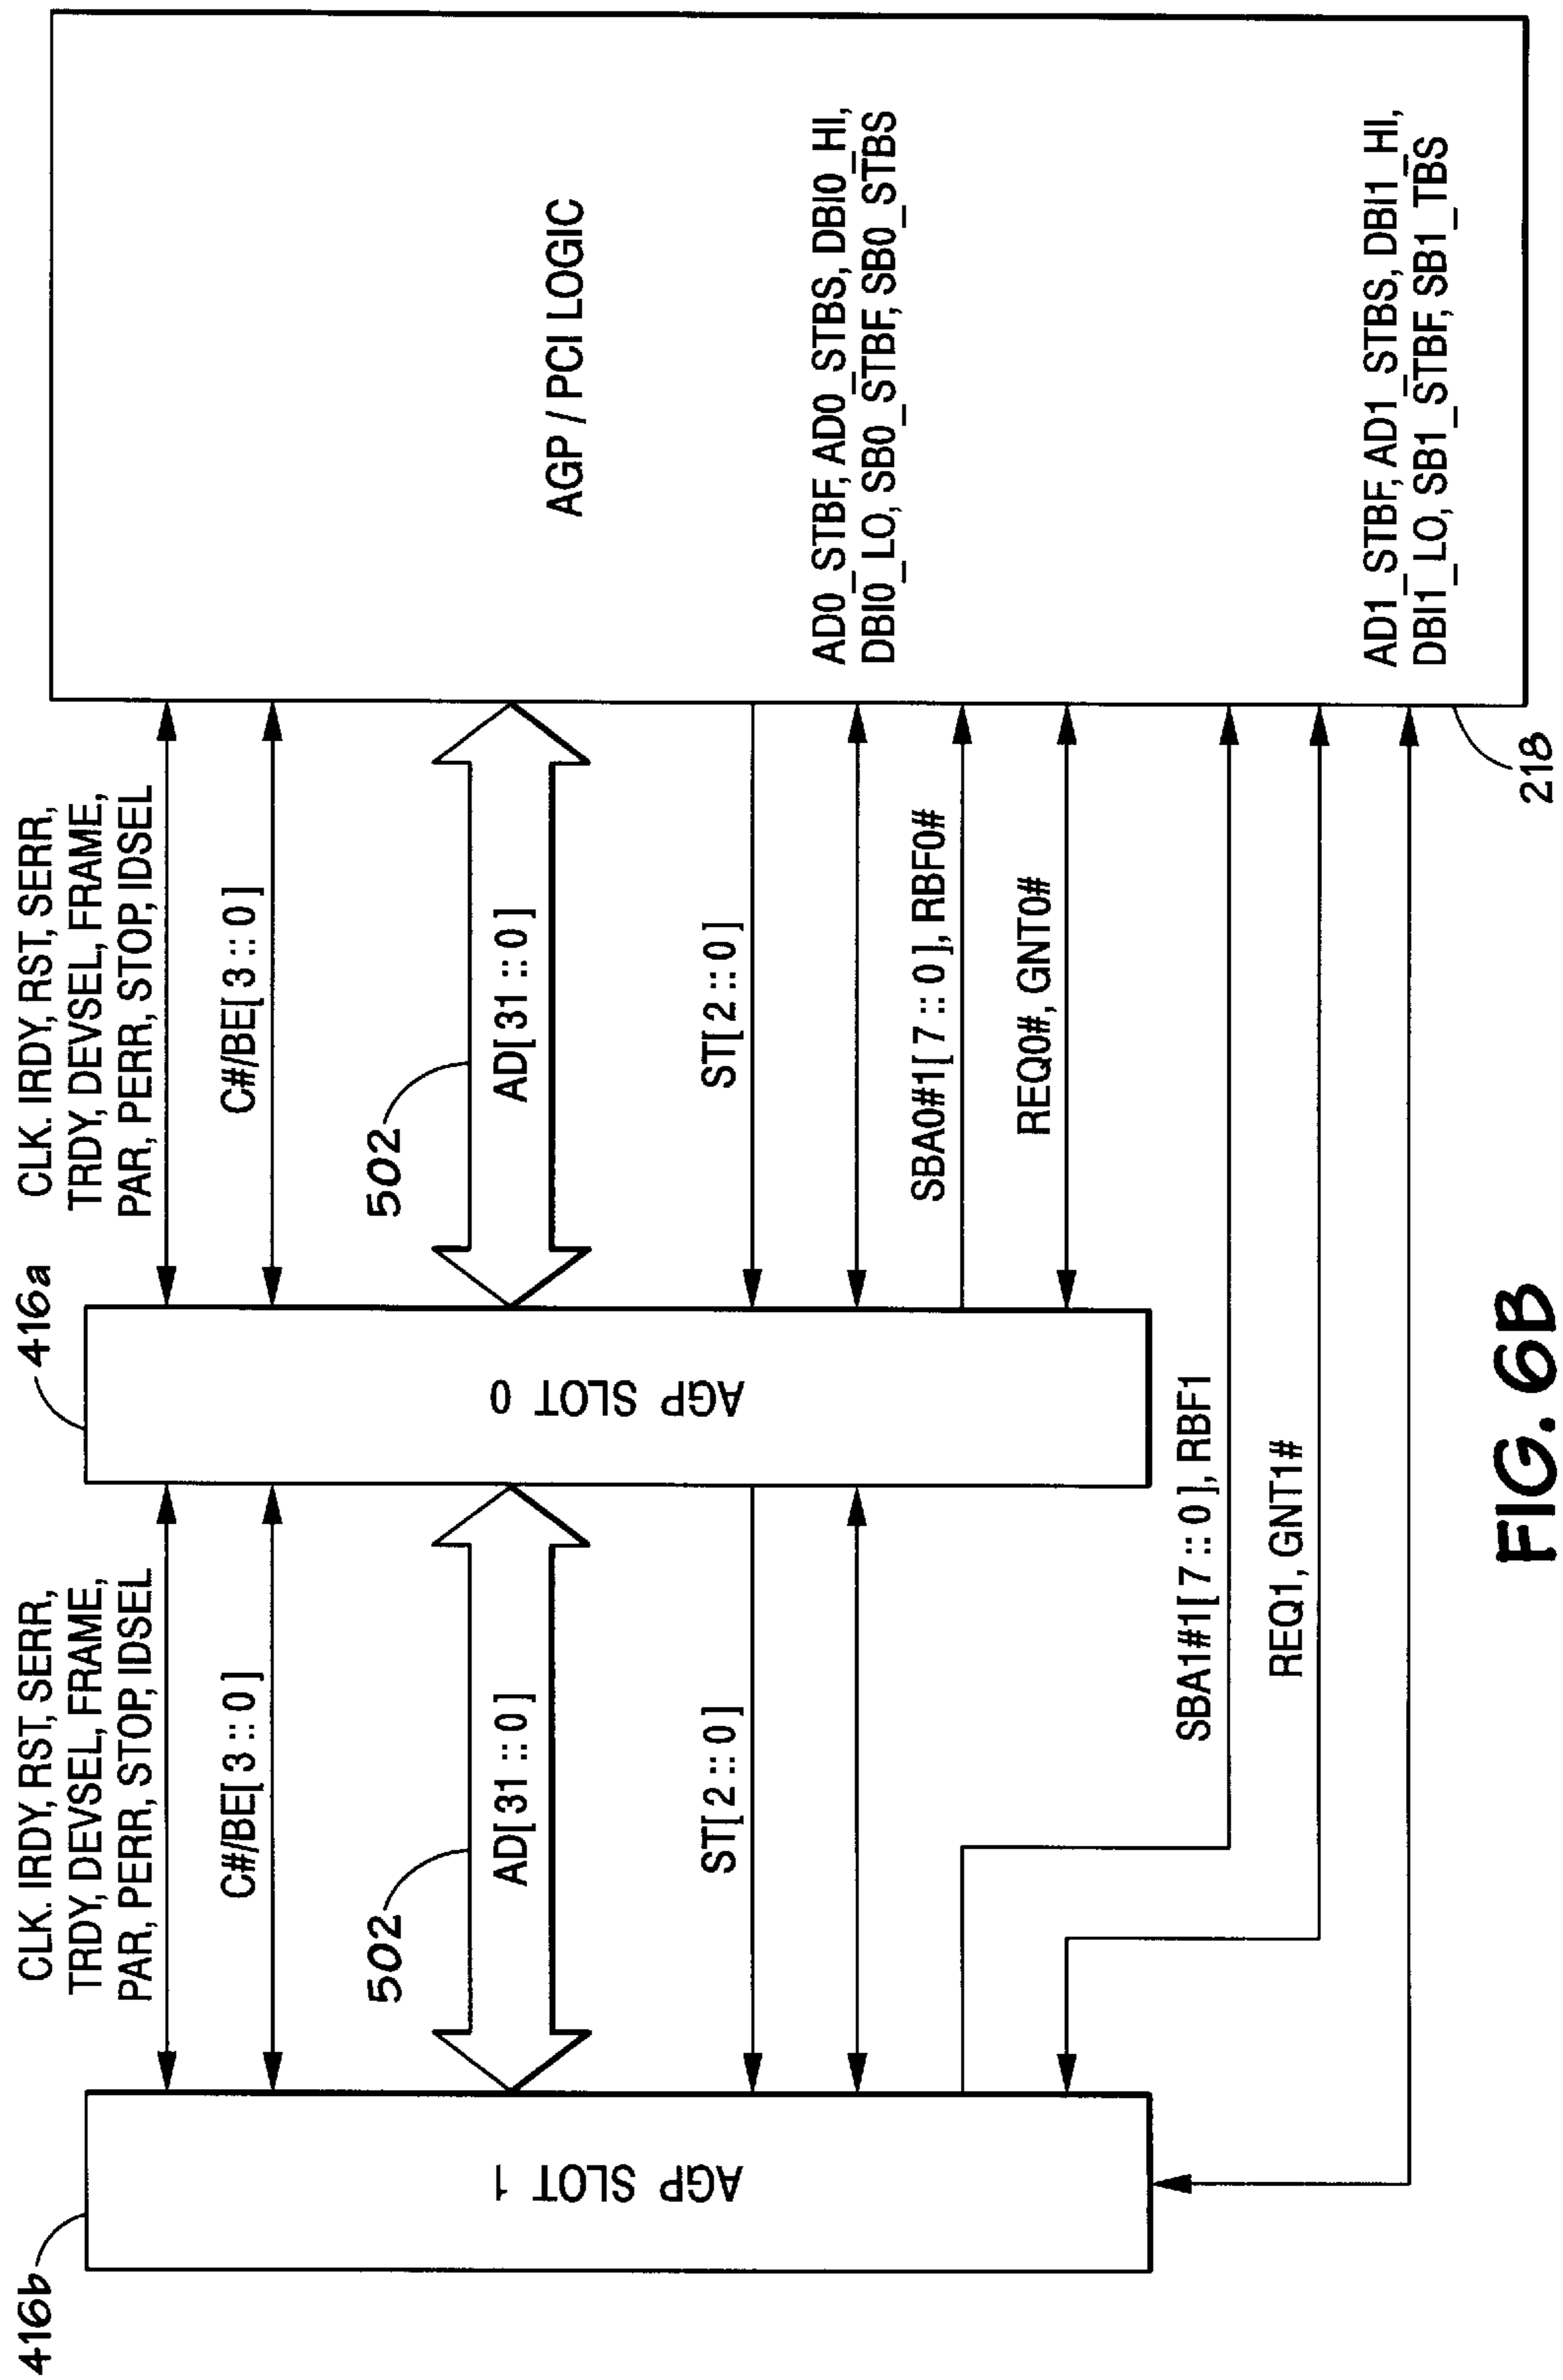 416b
416a
CLK. IRDY, RST, SERR,
TRDY, DEVSEL, FRAME,
PAR, PERR, STOP, IDSEL
CLK. IRDY, RST, SERR,
TRDY, DEVSEL, FRAME,
PAR, PERR, STOP, IDSEL
C#/BE[ 3 :: 0 ]
C#/BE[ 3 :: 0 ]
502
502
AD[ 31 :: 0 ]
AD[ 31 :: 0 ]
AGP SLOT 1
AGP SLOT 0
AGP / PCI LOGIC
ST[ 2 :: 0 ]
ST[ 2 :: 0 ]
AD0_STBF, AD0_STBS, DBI0_HI,
DBI0_LO, SB0_STBF, SB0_STBS
SBA0#1[ 7 :: 0 ], RBF0#
REQ0#, GNT0#
SBA1#1[ 7 :: 0 ], RBF1
REQ1, GNT1#
AD1_STBF, AD1_STBS, DBI1_HI,
DBI1_LO, SB1_STBF, SB1_TBS
218
FIG. 6B